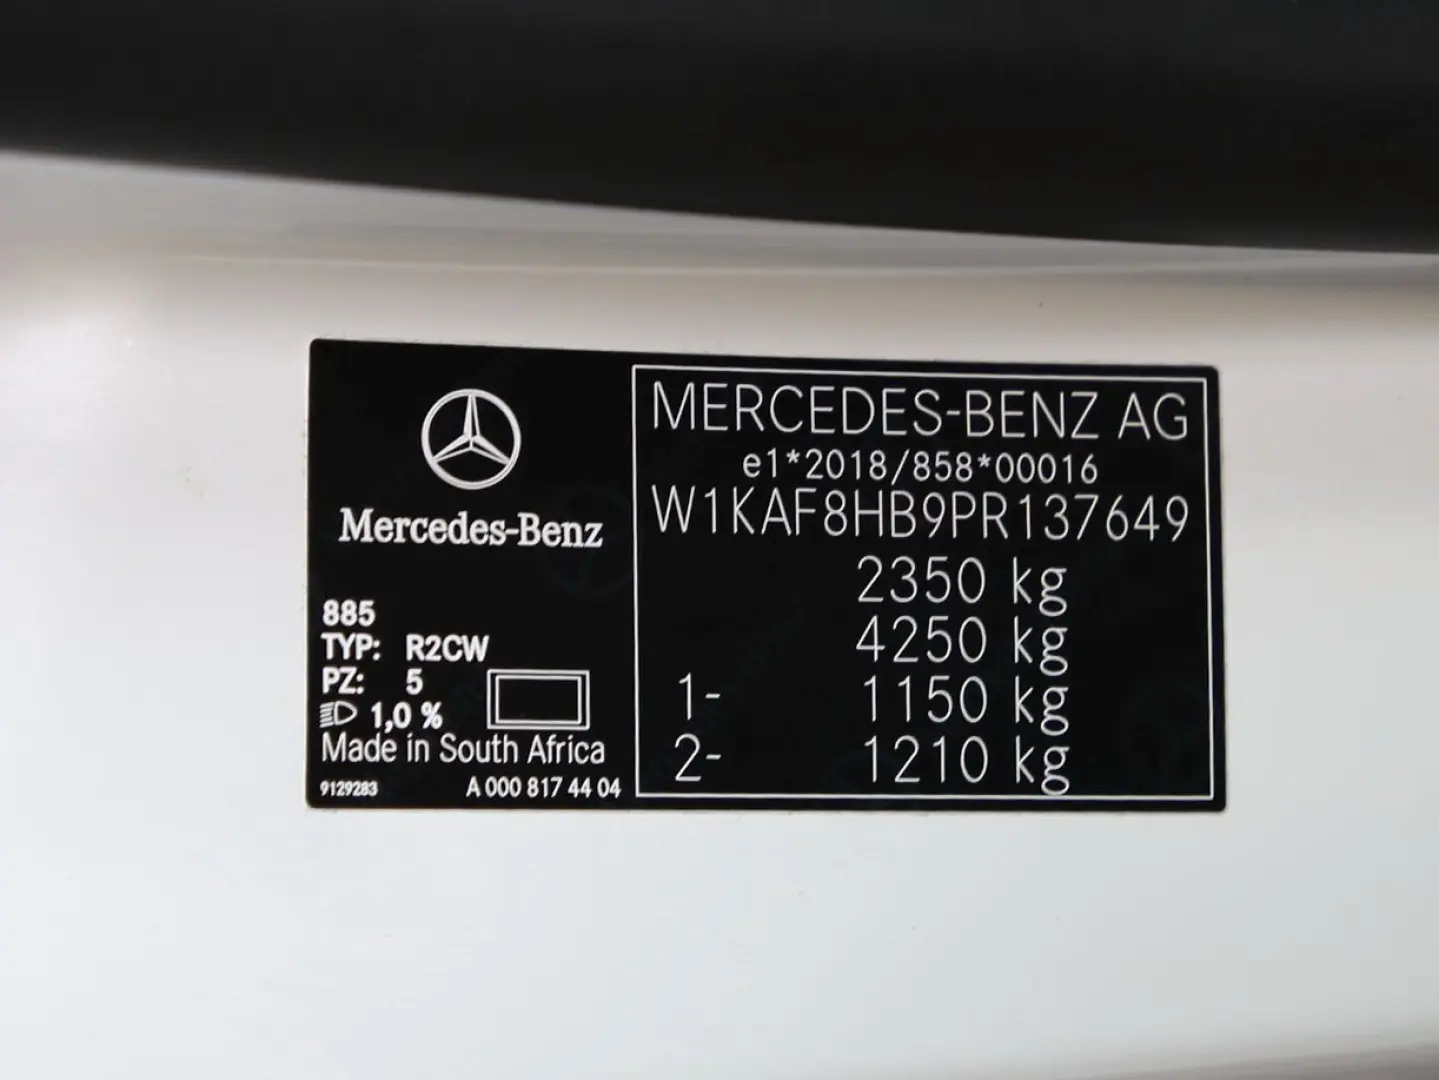 Mercedes-Benz
885
TYP: R2CW
PZ: 5
1,0 %
Made in South Africa
9129283 A 000 817 44 04
MERCEDES-BENZ AG
e1*2018/858*00016
W1KAF8HB9PR137649
2350 kg
4250 kg
1- 1150 kg
2- 1210 kg